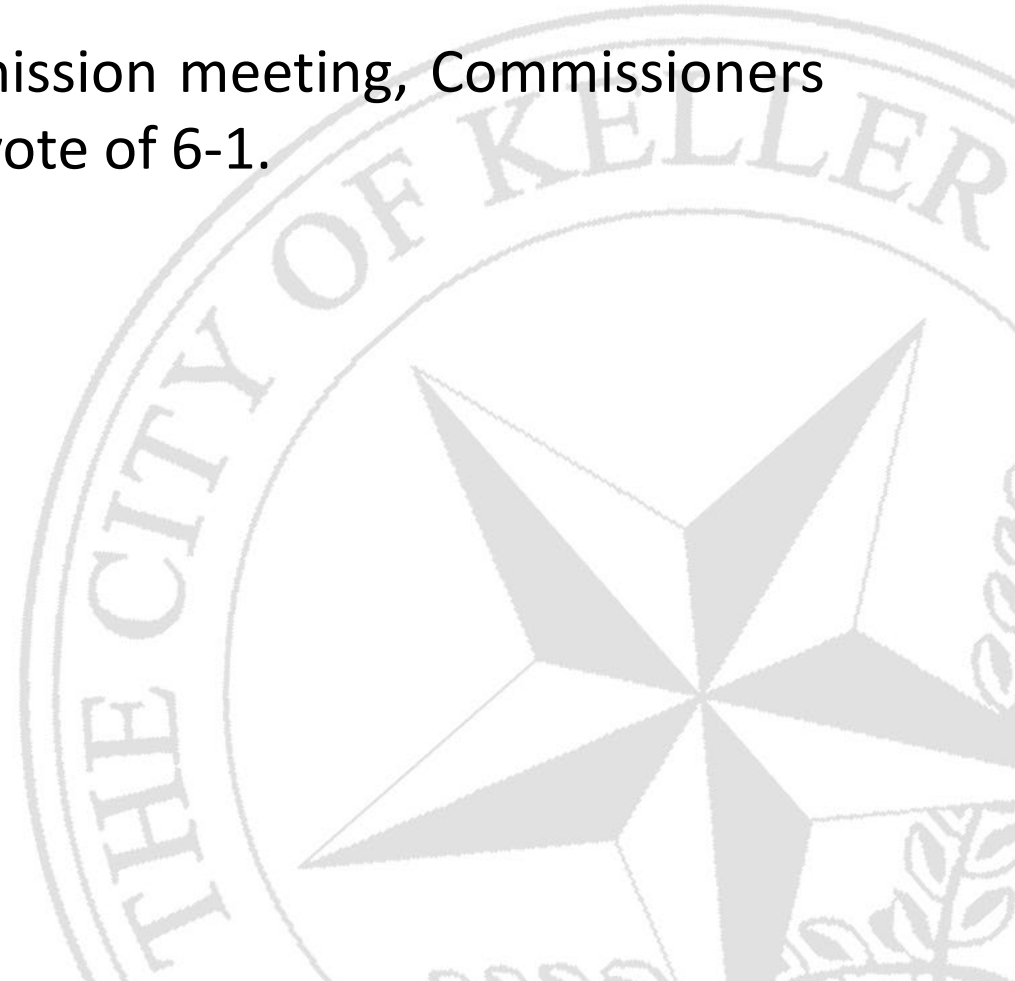 mission meeting, Commissioners
vote of 6-1.
THE CITY OF KELLER